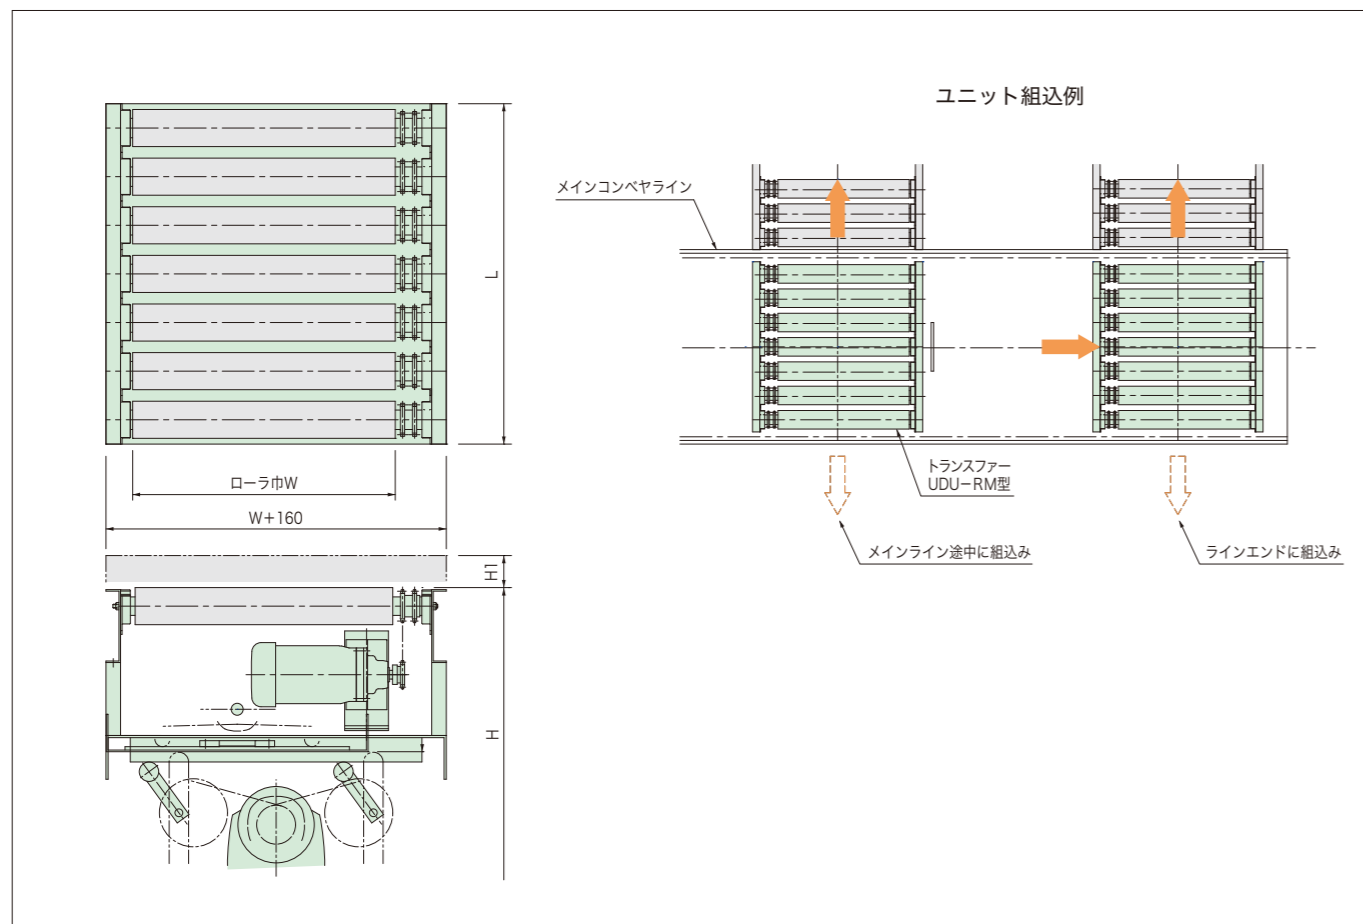 ユニット組込例
メインコンベヤライン
L
ローラ巾W
W+160
H1
H
トランスファー
UDU−RM型
メインライン途中に組込み
ラインエンドに組込み